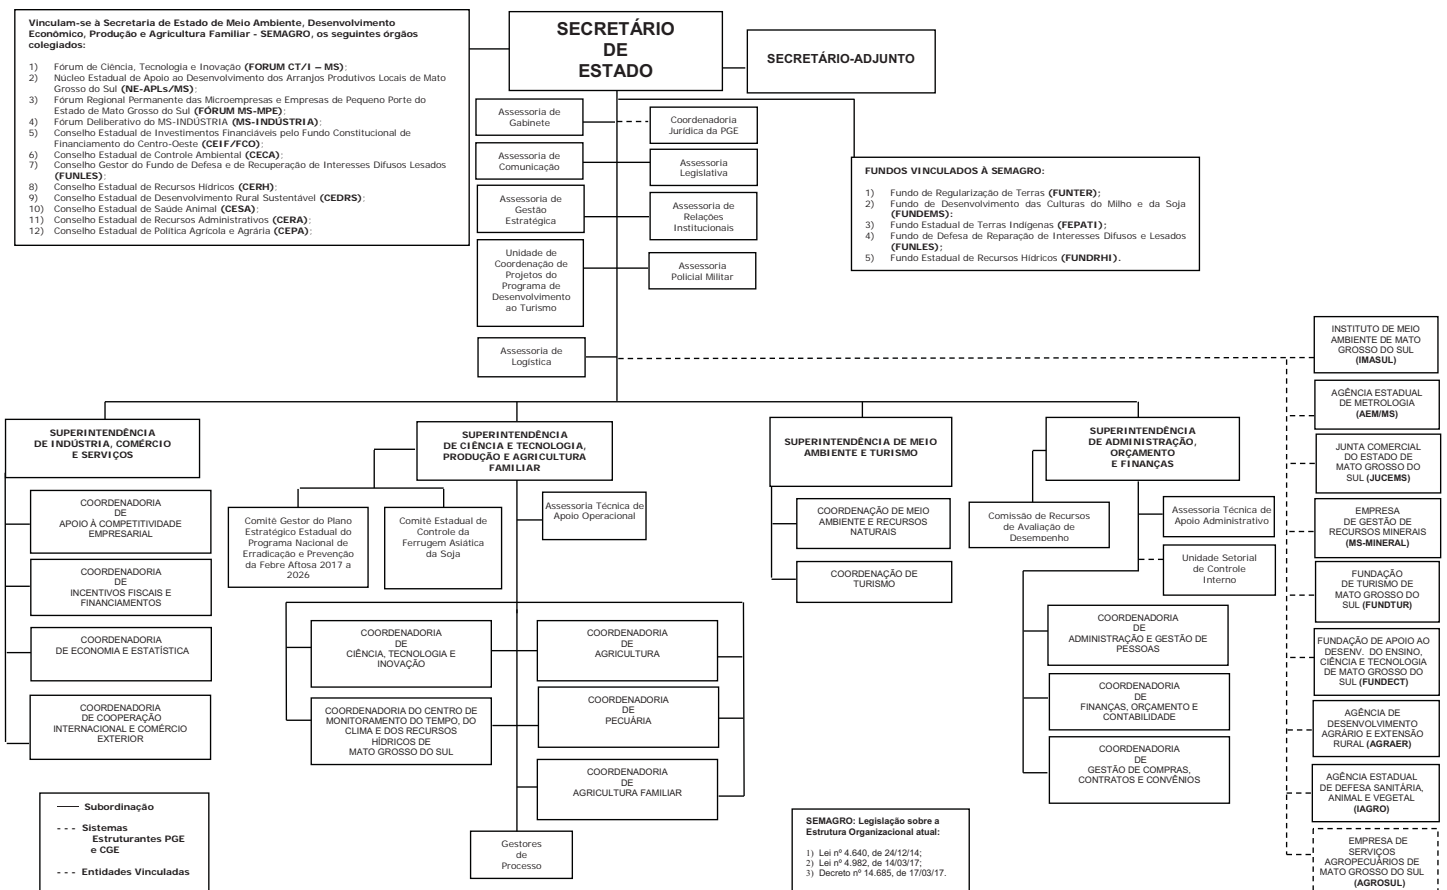 Vinculam-se à Secretaria de Estado de Meio Ambiente, Desenvolvimento
Econômico, Produção e Agricultura Familiar - SEMAGRO, os seguintes órgãos
colegiados:
1) Fórum de Ciência, Tecnologia e Inovação (FORUM CT/I – MS);
2) Núcleo Estadual de Apoio ao Desenvolvimento dos Arranjos Produtivos Locais de Mato
Grosso do Sul (NE-APLs/MS);
3) Fórum Regional Permanente das Microempresas e Empresas de Pequeno Porte do
Estado de Mato Grosso do Sul (FÓRUM MS-MPE);
4) Fórum Deliberativo do MS-INDÚSTRIA (MS-INDÚSTRIA);
5) Conselho Estadual de Investimentos Financiáveis pelo Fundo Constitucional de
Financiamento do Centro-Oeste (CEIF/FCO);
6) Conselho Estadual de Controle Ambiental (CECA);
7) Conselho Gestor do Fundo de Defesa e de Recuperação de Interesses Difusos Lesados
(FUNLES);
8) Conselho Estadual de Recursos Hídricos (CERH);
9) Conselho Estadual de Desenvolvimento Rural Sustentável (CEDRS);
10) Conselho Estadual de Saúde Animal (CESA);
11) Conselho Estadual de Recursos Administrativos (CERA);
12) Conselho Estadual de Política Agrícola e Agrária (CEPA);
SECRETÁRIO
DE
ESTADO
SECRETÁRIO-ADJUNTO
Assessoria de
Gabinete
Coordenadoria
Jurídica da PGE
Assessoria de
Comunicação
Assessoria
Legislativa
Assessoria de
Gestão
Estratégica
Assessoria de
Relações
Institucionais
Unidade de
Coordenação de
Projetos do
Programa de
Desenvolvimento
ao Turismo
Assessoria
Policial Militar
Assessoria de
Logística
FUNDOS VINCULADOS À SEMAGRO:
1) Fundo de Regularização de Terras (FUNTER);
2) Fundo de Desenvolvimento das Culturas do Milho e da Soja
(FUNDEMS):
3) Fundo Estadual de Terras Indígenas (FEPATI);
4) Fundo de Defesa de Reparação de Interesses Difusos e Lesados
(FUNLES);
5) Fundo Estadual de Recursos Hídricos (FUNDRHI).
INSTITUTO DE MEIO
AMBIENTE DE MATO
GROSSO DO SUL
(IMASUL)
AGÊNCIA ESTADUAL
DE METROLOGIA
(AEM/MS)
JUNTA COMERCIAL
DO ESTADO DE
MATO GROSSO DO
SUL (JUCEMS)
EMPRESA
DE GESTÃO DE
RECURSOS MINERAIS
(MS-MINERAL)
FUNDAÇÃO
DE TURISMO DE
MATO GROSSO DO
SUL (FUNDTUR)
FUNDAÇÃO DE APOIO AO
DESENV. DO ENSINO,
CIÊNCIA E TECNOLOGIA
DE MATO GROSSO DO
SUL (FUNDECT)
AGÊNCIA DE
DESENVOLVIMENTO
AGRÁRIO E EXTENSÃO
RURAL (AGRAER)
AGÊNCIA ESTADUAL
DE DEFESA SANITÁRIA,
ANIMAL E VEGETAL
(IAGRO)
EMPRESA DE
SERVIÇOS
AGROPECUÁRIOS DE
MATO GROSSO DO SUL
(AGROSUL)
SUPERINTENDÊNCIA
DE INDÚSTRIA, COMÉRCIO
E SERVIÇOS
COORDENADORIA
DE
APOIO À COMPETITIVIDADE
EMPRESARIAL
COORDENADORIA
DE
INCENTIVOS FISCAIS E
FINANCIAMENTOS
COORDENADORIA
DE ECONOMIA E ESTATÍSTICA
COORDENADORIA
DE COOPERAÇÃO
INTERNACIONAL E COMÉRCIO
EXTERIOR
SUPERINTENDÊNCIA
DE CIÊNCIA E TECNOLOGIA,
PRODUÇÃO E AGRICULTURA
FAMILIAR
Comitê Gestor do Plano
Estratégico Estadual do
Programa Nacional de
Erradicação e Prevenção
da Febre Aftosa 2017 a
2026
Comitê Estadual de
Controle da
Ferrugem Asiática
da Soja
Assessoria Técnica de
Apoio Operacional
COORDENADORIA
DE
CIÊNCIA, TECNOLOGIA E
INOVAÇÃO
COORDENADORIA
DE
AGRICULTURA
COORDENADORIA DO CENTRO DE
MONITORAMENTO DO TEMPO, DO
CLIMA E DOS RECURSOS
HÍDRICOS DE
MATO GROSSO DO SUL
COORDENADORIA
DE
PECUÁRIA
COORDENADORIA
DE
AGRICULTURA FAMILIAR
Gestores
de
Processo
SUPERINTENDÊNCIA DE MEIO
AMBIENTE E TURISMO
COORDENAÇÃO DE MEIO
AMBIENTE E RECURSOS
NATURAIS
COORDENAÇÃO DE
TURISMO
SUPERINTENDÊNCIA
DE ADMINISTRAÇÃO,
ORÇAMENTO
E FINANÇAS
Comissão de Recursos
de Avaliação de
Desempenho
Assessoria Técnica de
Apoio Administrativo
Unidade Setorial
de Controle
Interno
COORDENADORIA
DE
ADMINISTRAÇÃO E GESTÃO DE
PESSOAS
COORDENADORIA
DE
FINANÇAS, ORÇAMENTO E
CONTABILIDADE
COORDENADORIA
DE
GESTÃO DE COMPRAS,
CONTRATOS E CONVÊNIOS
Subordinação
Sistemas
Estruturantes PGE
e CGE
Entidades Vinculadas
SEMAGRO: Legislação sobre a
Estrutura Organizacional atual:
1) Lei nº 4.640, de 24/12/14;
2) Lei nº 4.982, de 14/03/17;
3) Decreto nº 14.685, de 17/03/17.